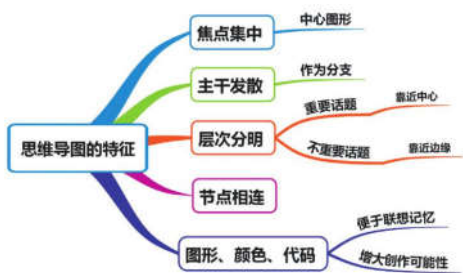 思维导图的特征
焦点集中
中心图形
主干发散
作为分支
层次分明
重要话题
靠近中心
不重要话题
靠近边缘
节点相连
图形、颜色、代码
便于联想记忆
增大创作可能性